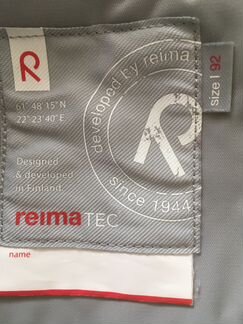 R
61° 48' 15"N
22° 23' 40"E
Designed
& developed
in Finland.
reimaTEC
developed by reima
since 1944
size | 92
name